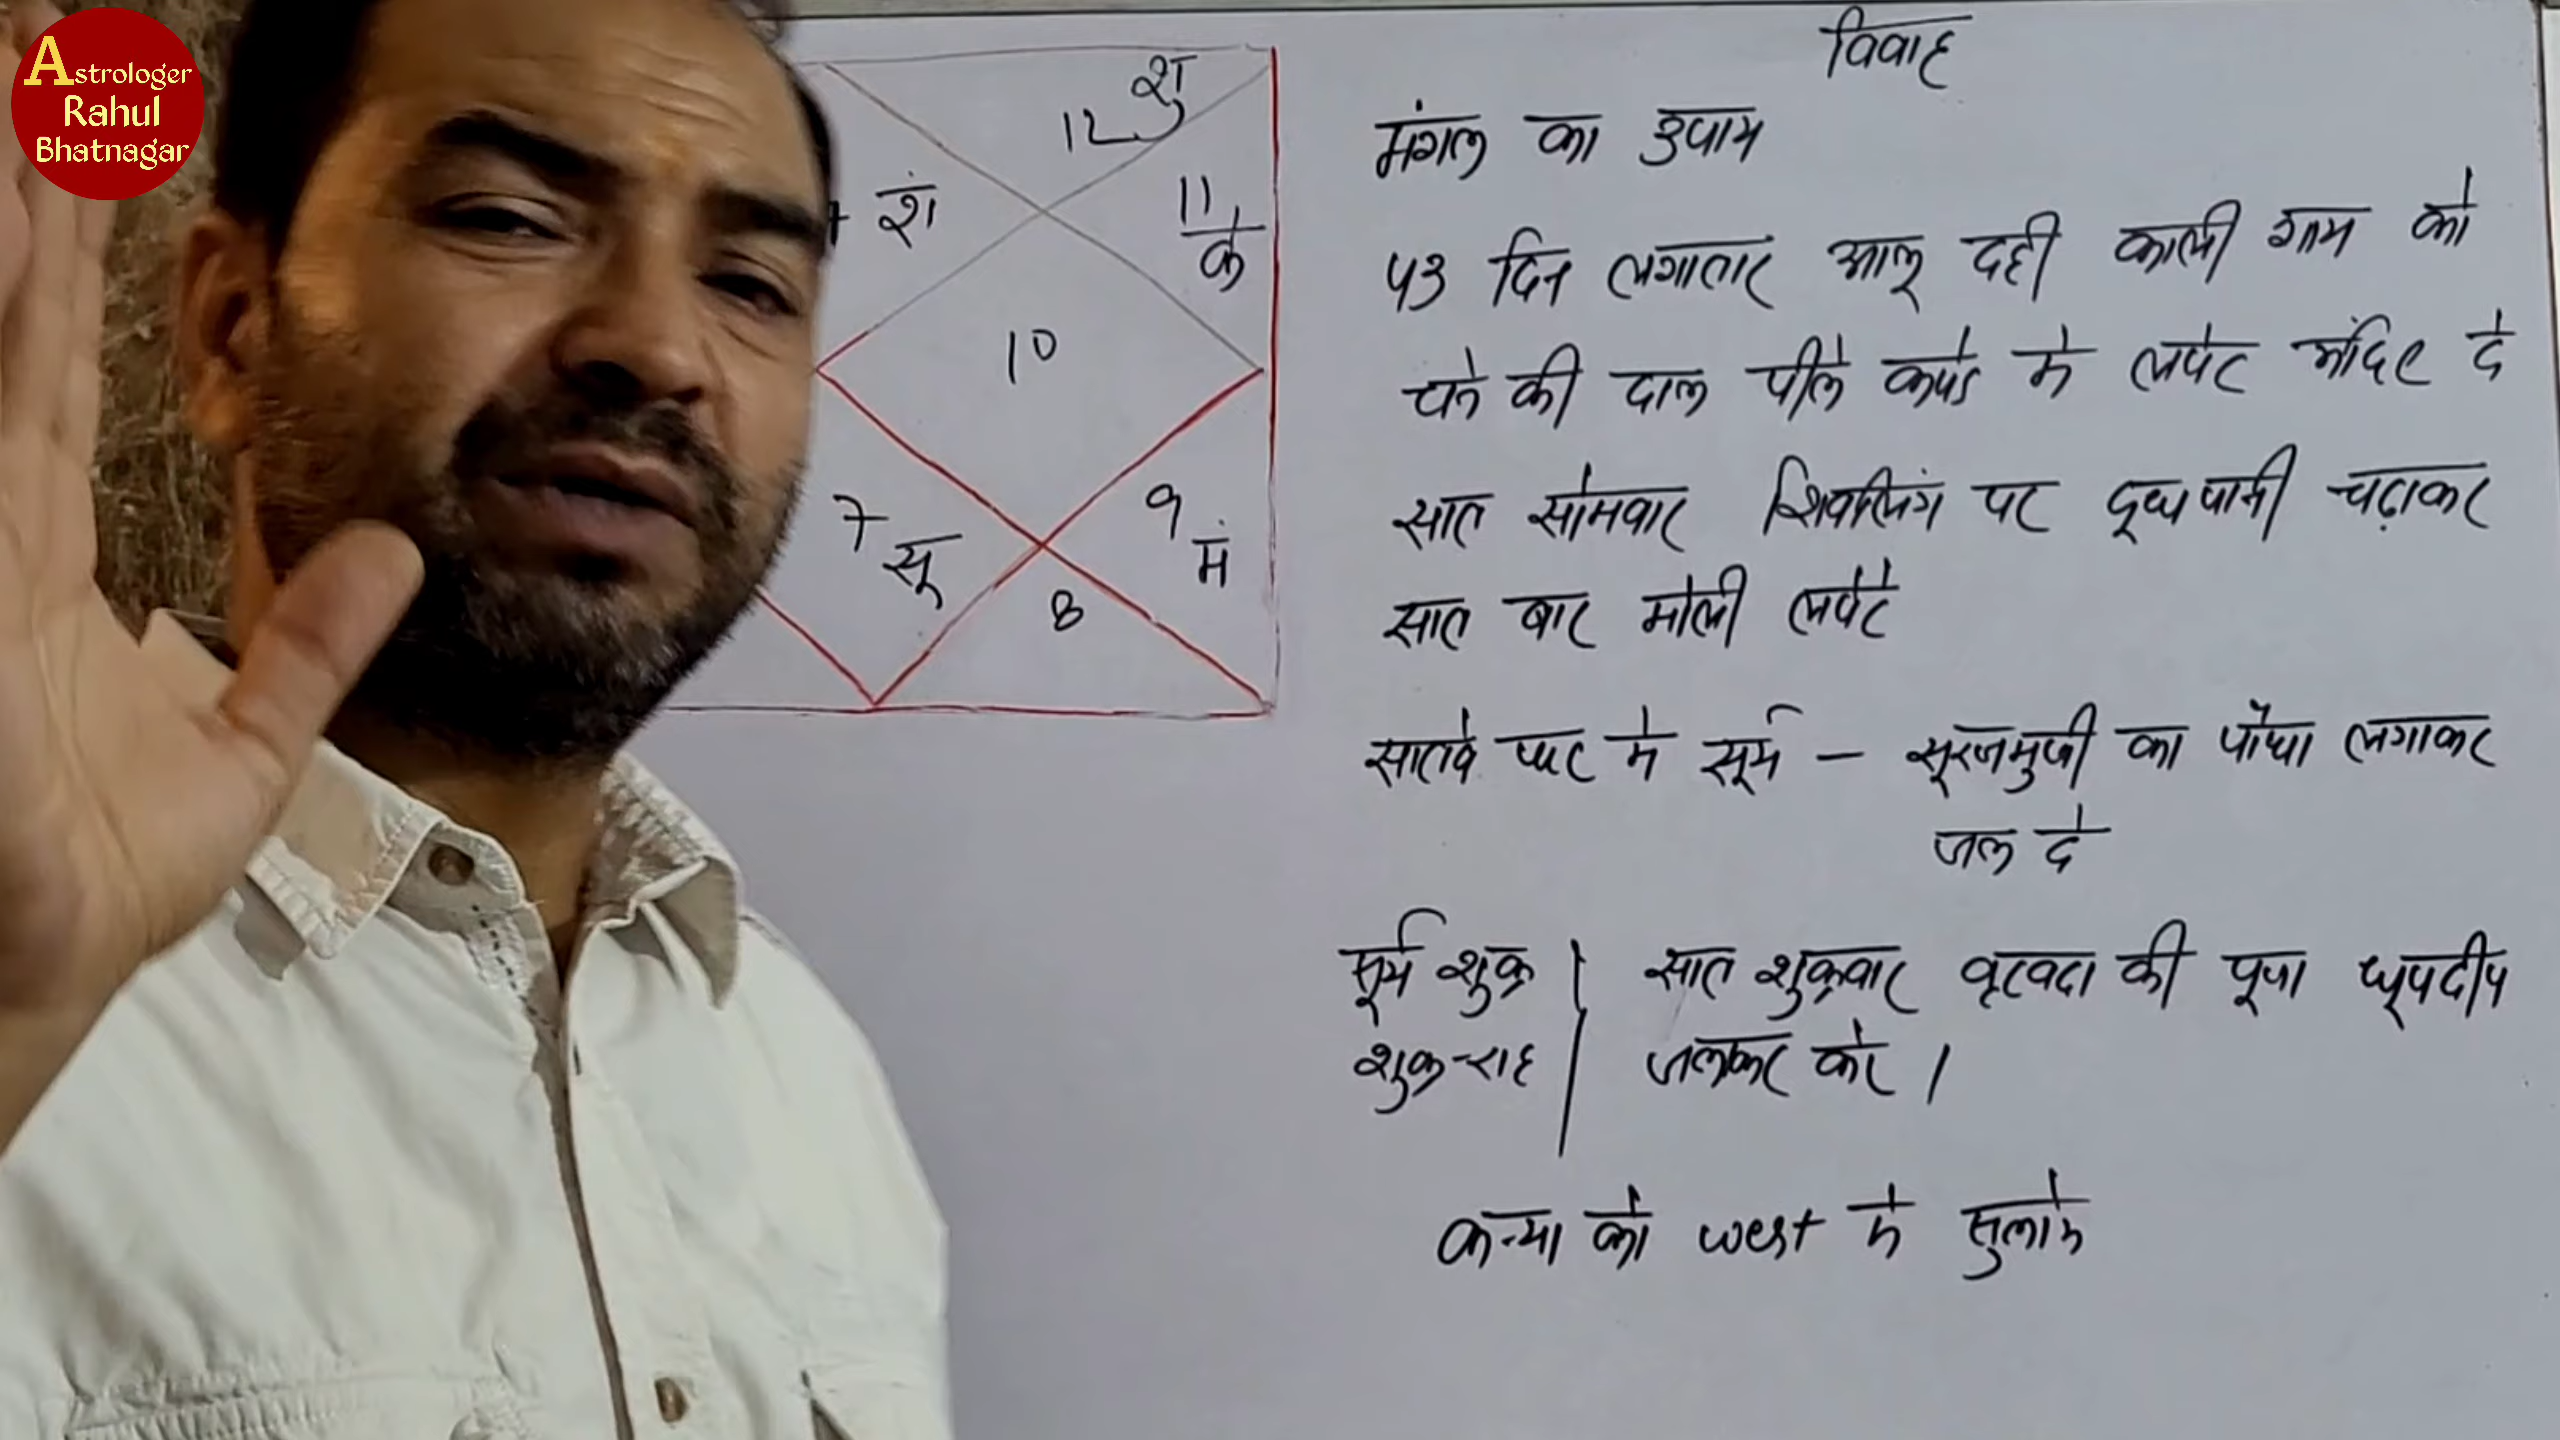 Astrologer
Rahul
Bhatnagar
विवाह
मंगल का उपाय
43 दिन लगातार आलू दही काली गाय को
चने की दाल पीले कपडे मे लपेट मंदिर दे
सात सोमवार शिवलिंग पर दूध पानी चढ़ाकर
सात बार मोली लपेटे
सातवे घर मे सूर्य - सूरजमुखी का पौधा लगाकर
जल दे
सूर्य शुक्र सात शुक्रवार की पूजा धूपदीप
शुक्र-राहु जलाकर करे।
कन्या को west मे सुलाये
12 शु
शं
11 के
10
7 सू
9 मं
8